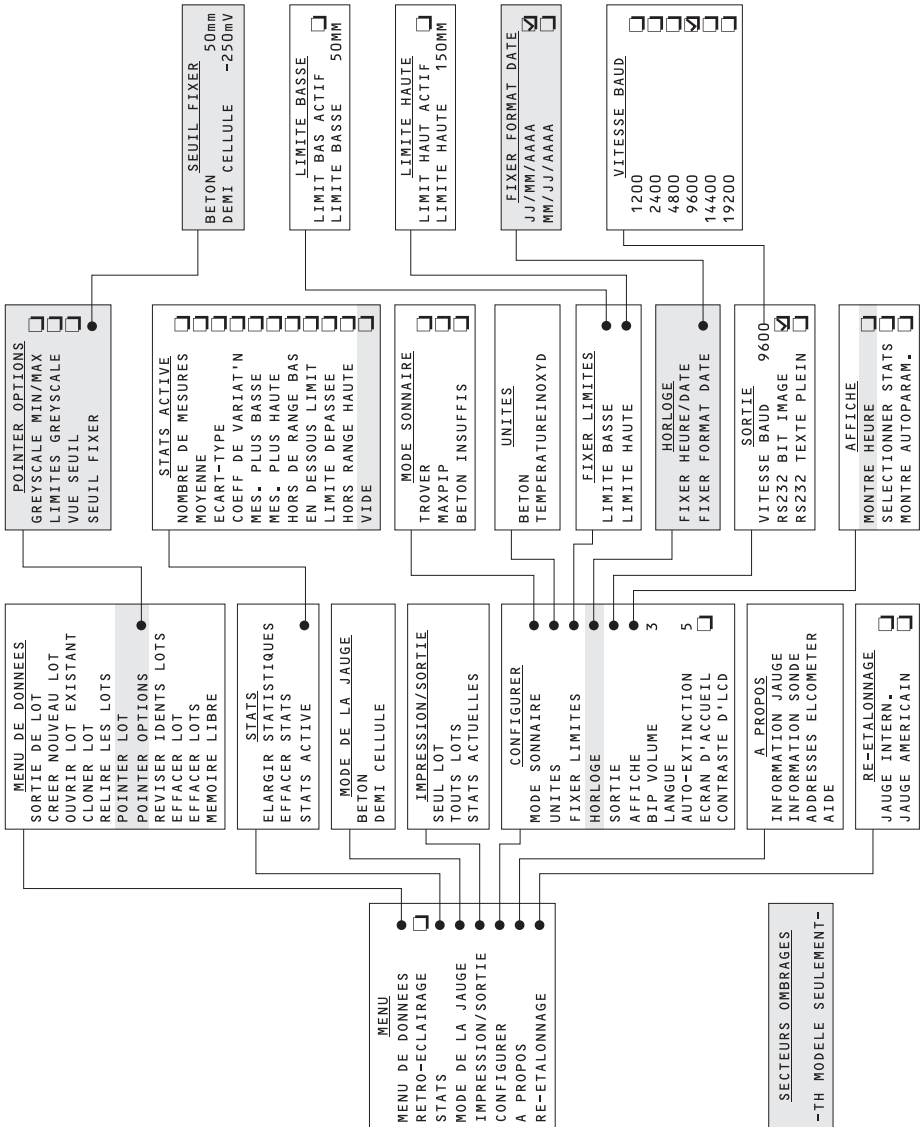 MENU
MENU DE DONNEES
RETRO-ECLAIRAGE
STATS
MODE DE LA JAUGE
IMPRESSION/SORTIE
CONFIGURER
A PROPOS
RE-ETALONNAGE
SECTEURS OMBRAGES
-TH MODELE SEULEMENT-
MENU DE DONNEES
SORTIE DE LOT
CREER NOUVEAU LOT
OUVRIR LOT EXISTANT
CLONER LOT
RELIRE LES LOTS
POINTER LOT
POINTER OPTIONS
REVISER IDENTS LOTS
EFFACER LOT
EFFACER LOTS
MEMOIRE LIBRE
STATS
ELARGIR STATISTIQUES
EFFACER STATS
STATS ACTIVE
MODE DE LA JAUGE
BETON
DEMI CELLULE
IMPRESSION/SORTIE
SEUL LOT
TOUTS LOTS
STATS ACTUELLES
CONFIGURER
MODE SONNAIRE
UNITES
FIXER LIMITES
HORLOGE
SORTIE
AFFICHE
BIP VOLUME 3
LANGUE
AUTO-EXTINCTION 5
ECRAN D'ACCUEIL
CONTRASTE D'LCD
A PROPOS
INFORMATION JAUGE
INFORMATION SONDE
ADDRESSES ELCOMETER
AIDE
RE-ETALONNAGE
JAUGE INTERN.
JAUGE AMERICAIN
POINTER OPTIONS
GREYSCALE MIN/MAX
LIMITES GREYSCALE
VUE SEUIL
SEUIL FIXER
STATS ACTIVE
NOMBRE DE MESURES
MOYENNE
ECART-TYPE
COEFF DE VARIAT'N
MES. PLUS BASSE
MES. PLUS HAUTE
HORS DE RANGE BAS
EN DESSOUS LIMIT
LIMITE DEPASSEE
HORS RANGE HAUTE
VIDE
MODE SONNAIRE
TROVER
MAXPIP
BETON INSUFFIS
UNITES
BETON
TEMPERATUREINOXYD
FIXER LIMITES
LIMITE BASSE
LIMITE HAUTE
HORLOGE
FIXER HEURE/DATE
FIXER FORMAT DATE
SORTIE
VITESSE BAUD 9600
RS232 BIT IMAGE
RS232 TEXTE PLEIN
AFFICHE
MONTRE HEURE
SELECTIONNER STATS
MONTRE AUTOPARAM.
SEUIL FIXER
BETON 50mm
DEMI CELLULE -250mV
LIMITE BASSE
LIMIT BAS ACTIF
LIMITE BASSE 50MM
LIMITE HAUTE
LIMIT HAUT ACTIF
LIMITE HAUTE 150MM
FIXER FORMAT DATE
JJ/MM/AAAA
MM/JJ/AAAA
VITESSE BAUD
1200
2400
4800
9600
14400
19200